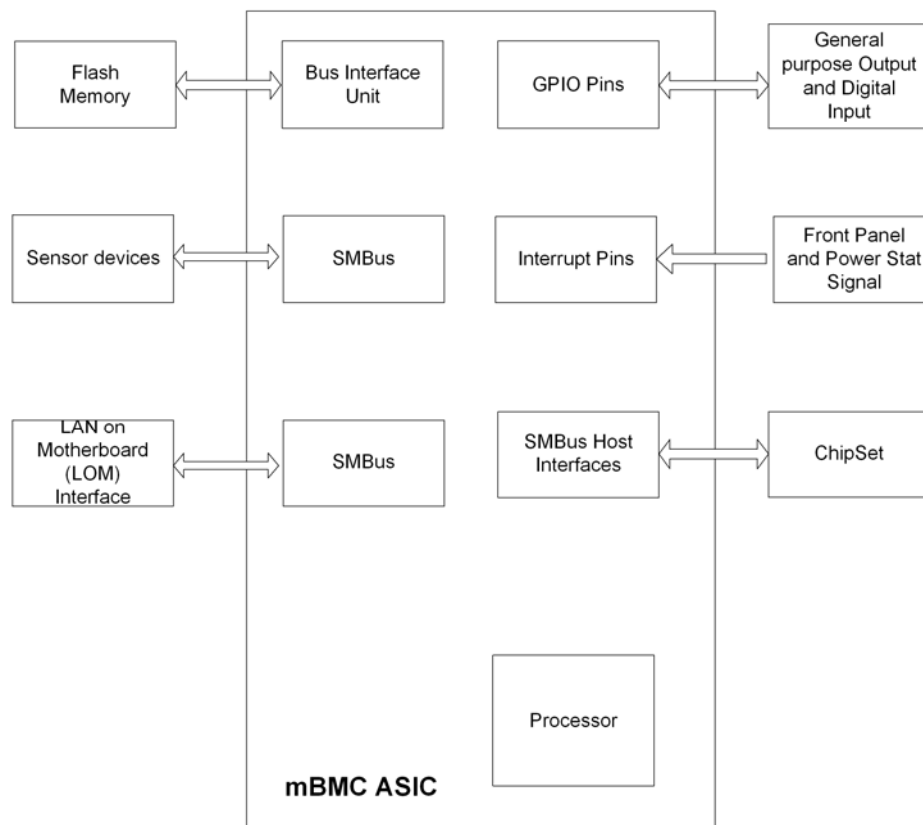 Flash
Memory
Bus Interface
Unit
GPIO Pins
General
purpose Output
and Digital
Input
Sensor devices
SMBus
Interrupt Pins
Front Panel
and Power Stat
Signal
LAN on
Motherboard
(LOM)
Interface
SMBus
SMBus Host
Interfaces
ChipSet
Processor
mBMC ASIC